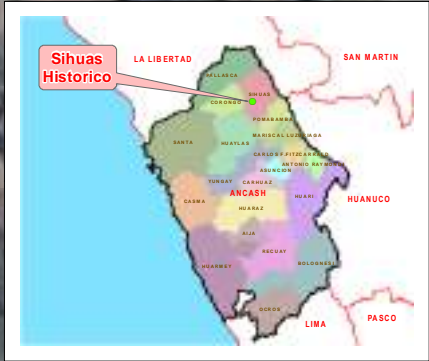 Sihuas
Historico
LA LIBERTAD
SAN MARTIN
PALLASCA
SIHUAS
CORONGO
POMABAMBA
SANTA
HUAYLAS
MARISCAL LUZURIAGA
CARLOS F.FITZCARRALD
ANTONIO RAYMONDI
ASUNCION
YUNGAY
CARHUAZ
ANCASH
HUARI
HUANUCO
CASMA
HUARAZ
AIJA
RECUAY
BOLOGNESI
HUARMEY
OCROS
LIMA
PASCO